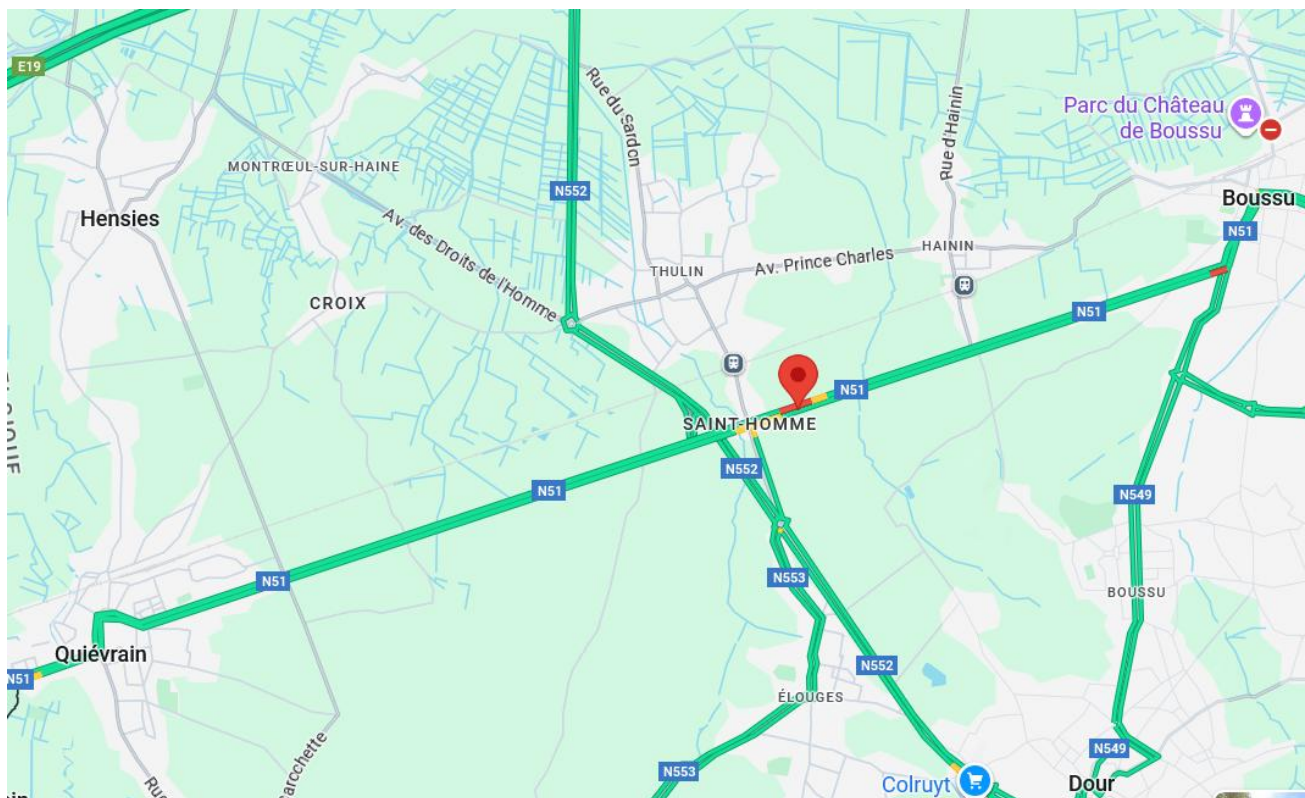 E19
Rue du Sardon
Rue d'Hainin
Parc du Château
de Boussu
MONTRŒUL-SUR-HAINE
N552
Hensies
Boussu
Av. des Droits de l'Homme
N51
HAININ
Av. Prince Charles
THULIN
CROIX
N51
N51
SAINT-HOMME
N552
N51
N549
N51
N553
BOUSSU
Quiévrain
N51
N552
ÉLOUGES
N549
N553
Colruyt
Dour